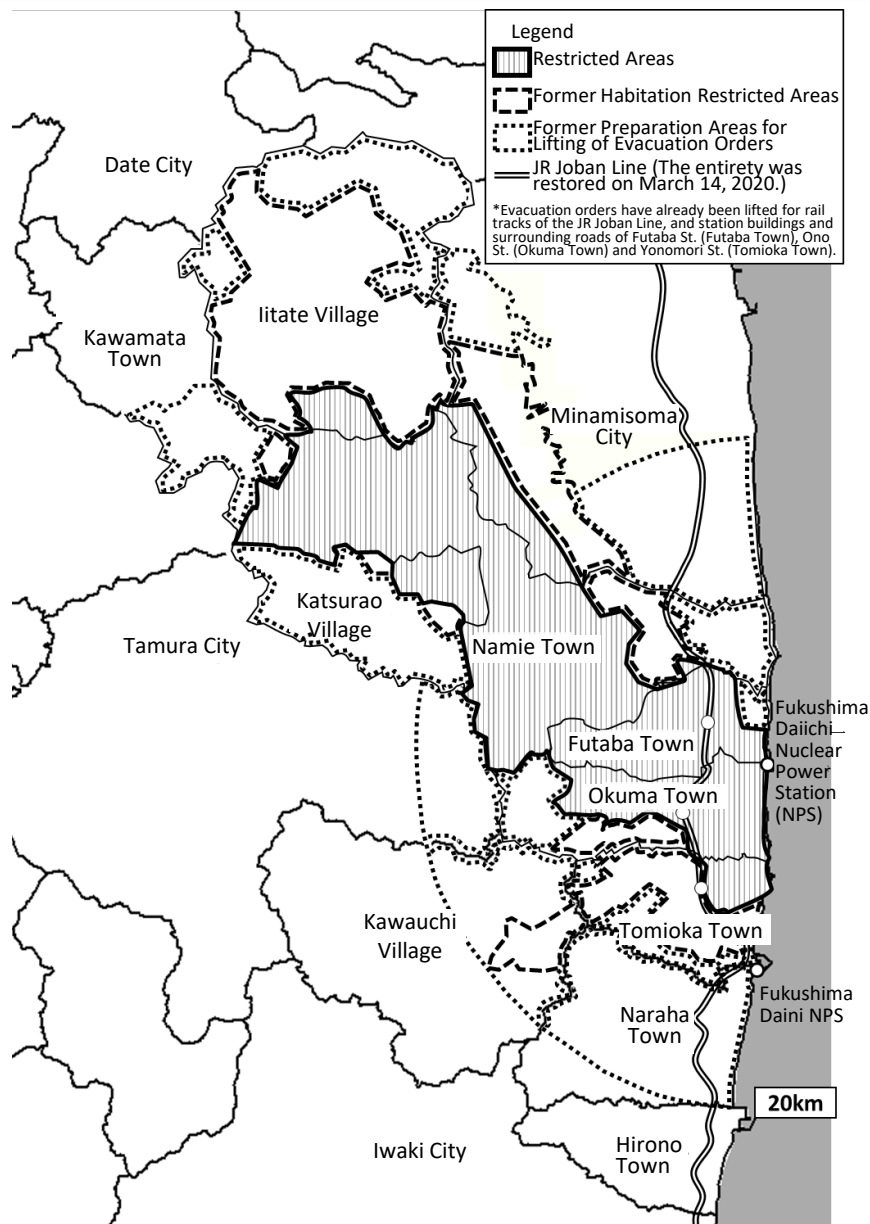 Legend
Restricted Areas
Former Habitation Restricted Areas
Former Preparation Areas for
Lifting of Evacuation Orders
JR Joban Line (The entirety was
restored on March 14, 2020.)
*Evacuation orders have already been lifted for rail
tracks of the JR Joban Line, and station buildings and
surrounding roads of Futaba St. (Futaba Town), Ono
St. (Okuma Town) and Yonomori St. (Tomioka Town).
Date City
Iitate Village
Kawamata
Town
Minamisoma
City
Katsurao
Village
Tamura City
Namie Town
Futaba Town
Fukushima
Daiichi
Nuclear
Power
Station
(NPS)
Okuma Town
Kawauchi
Village
Tomioka Town
Fukushima
Daini NPS
Naraha
Town
20km
Iwaki City
Hirono
Town